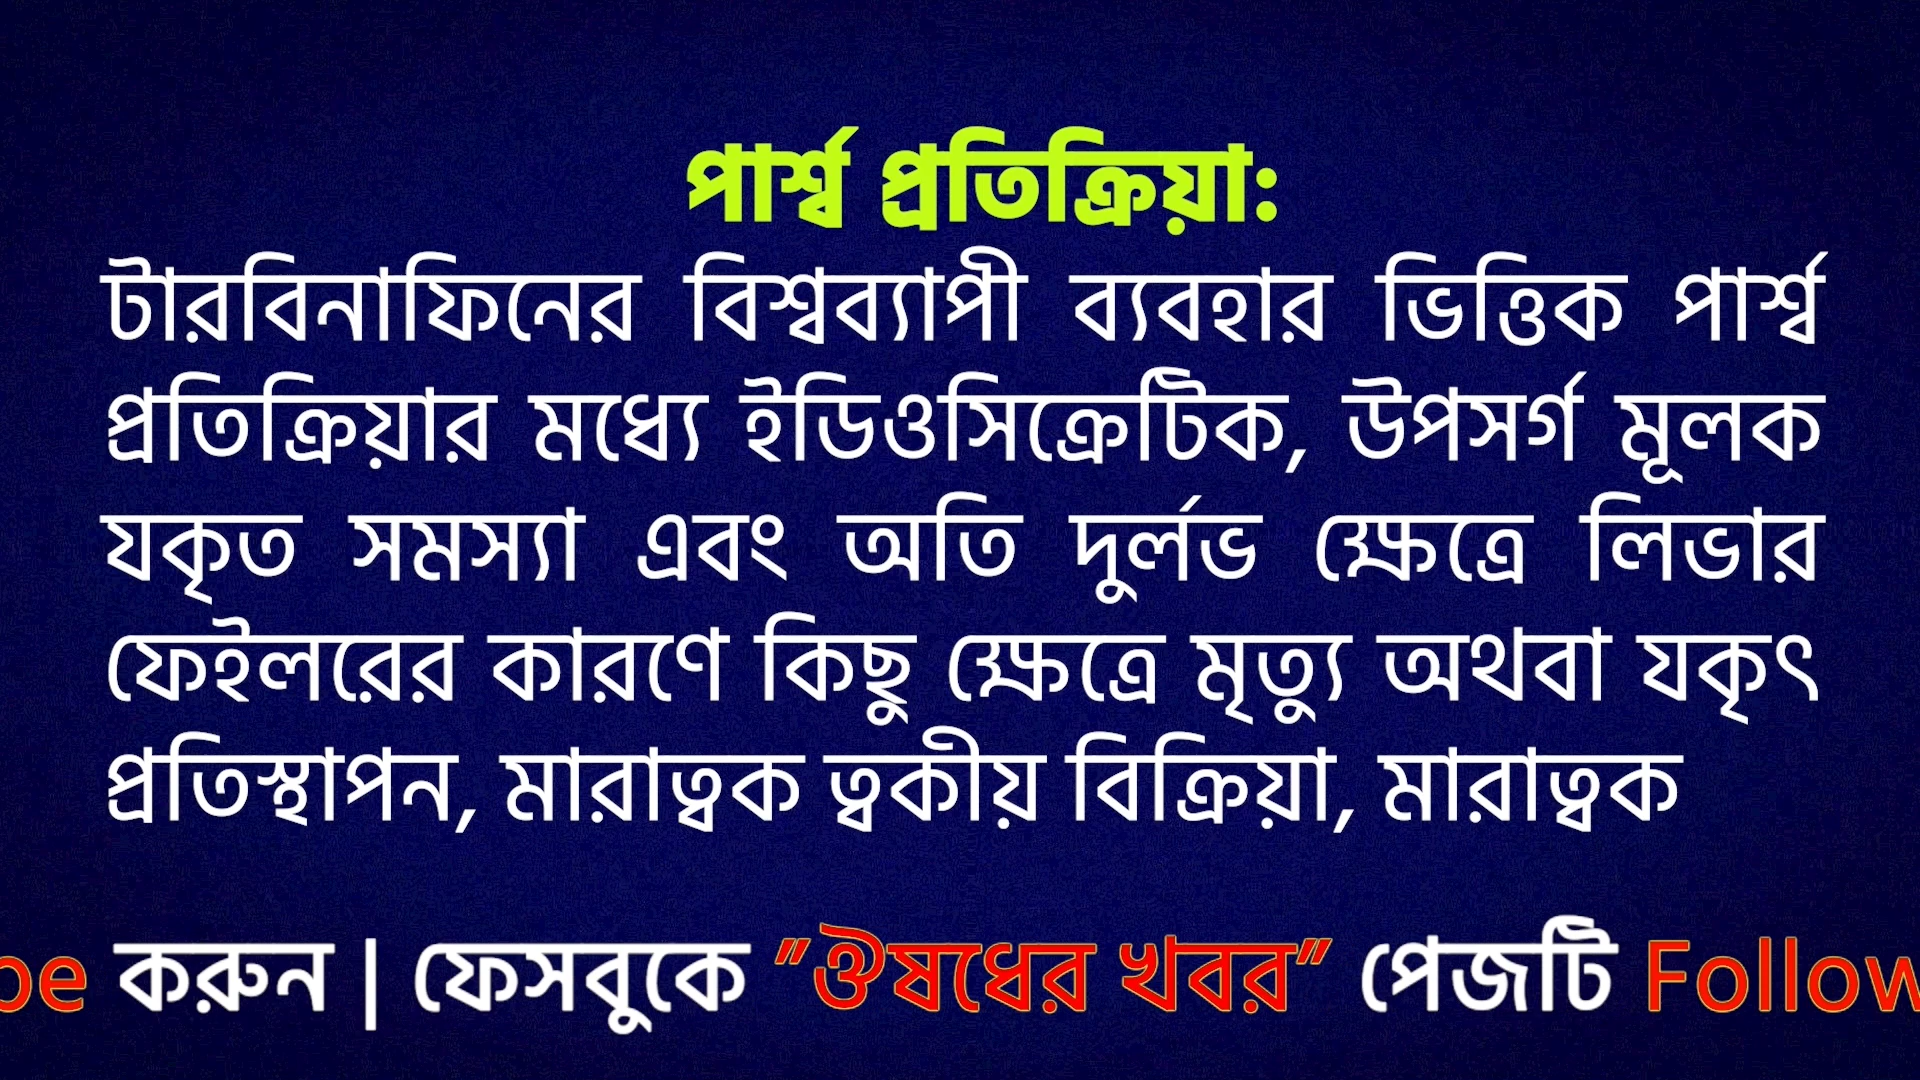 পার্শ্ব প্রতিক্রিয়া:
টারবিনাফিনের বিশ্বব্যাপী ব্যবহার ভিত্তিক পার্শ্ব
প্রতিক্রিয়ার মধ্যে ইডিওসিক্রেটিক, উপসর্গ মূলক
যকৃত সমস্যা এবং অতি দুর্লভ ক্ষেত্রে লিভার
ফেইলরের কারণে কিছু ক্ষেত্রে মৃত্যু অথবা যকৃৎ
প্রতিস্থাপন, মারাত্বক ত্বকীয় বিক্রিয়া, মারাত্বক
be করুন | ফেসবুকে "ঔষধের খবর" পেজটি Follow